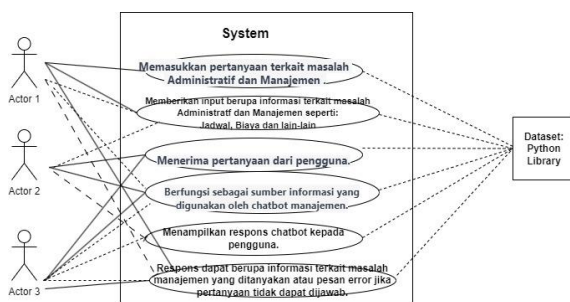 System
Memasukkan pertanyaan terkait masalah
Administratif dan Manajemen
Actor 1
Memberikan input berupa informasi terkait masalah
Administratf dan Manajemen seperti:
Jadwal, Biaya dan lain-lain
Menerima pertanyaan dari pengguna.
Actor 2
Berfungsi sebagai sumber informasi yang
digunakan oleh chatbot manajemen.
Menampilkan respons chatbot kepada
pengguna.
Actor 3
Respons dapat berupa informasi terkait masalah
manajemen yang ditanyakan atau pesan error jika
pertanyaan tidak dapat dijawab.
Dataset:
Python
Library